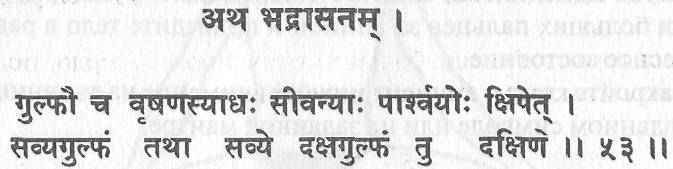 अथ भद्रासनम् ।
गुल्फौ च वृषणस्याधः सीवन्याः पार्श्वयोः क्षिपेत् ।
सव्यगुल्फं तथा सव्ये दक्षगुल्फं तु दक्षिणे ॥ ५३ ॥